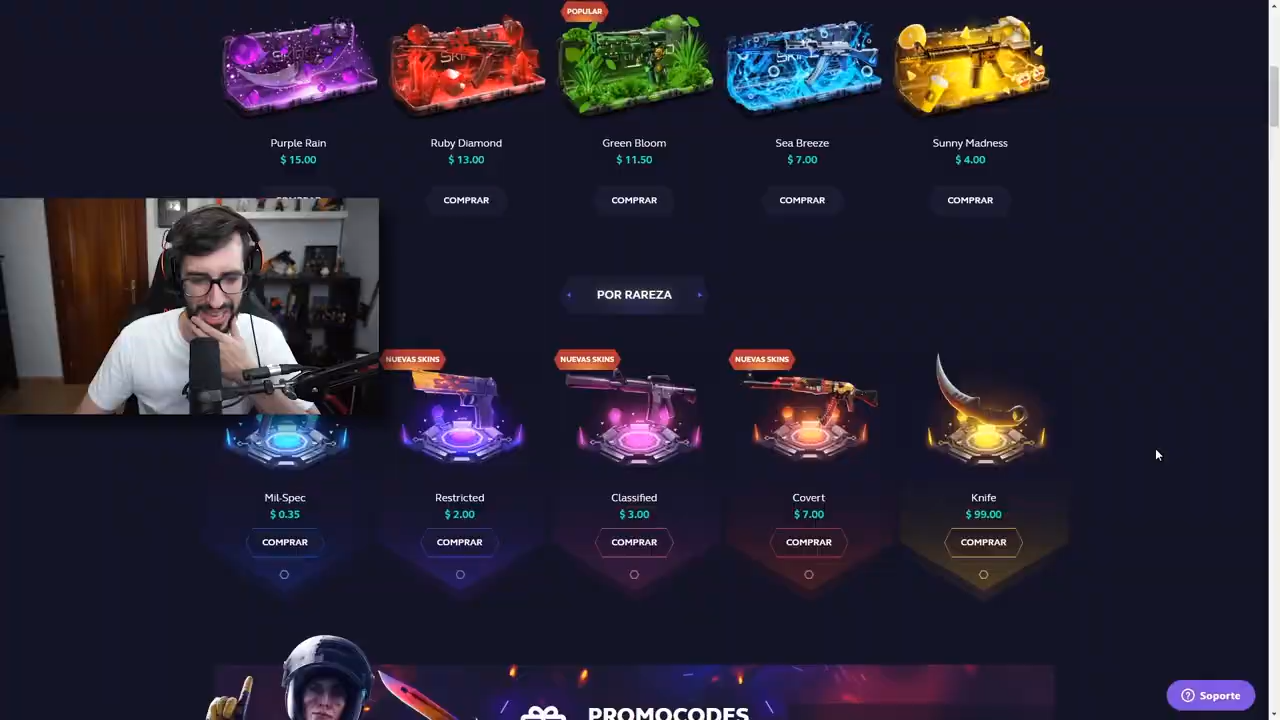 POPULAR
Purple Rain
$ 15.00
Ruby Diamond
$ 13.00
COMPRAR
Green Bloom
$ 11.50
COMPRAR
Sea Breeze
$ 7.00
COMPRAR
Sunny Madness
$ 4.00
COMPRAR
POR RAREZA
NUEVAS SKINS
NUEVAS SKINS
NUEVAS SKINS
Mil-Spec
$ 0.35
COMPRAR
Restricted
$ 2.00
COMPRAR
Classified
$ 3.00
COMPRAR
Covert
$ 7.00
COMPRAR
Knife
$ 99.00
COMPRAR
PROMOCODES
Soporte